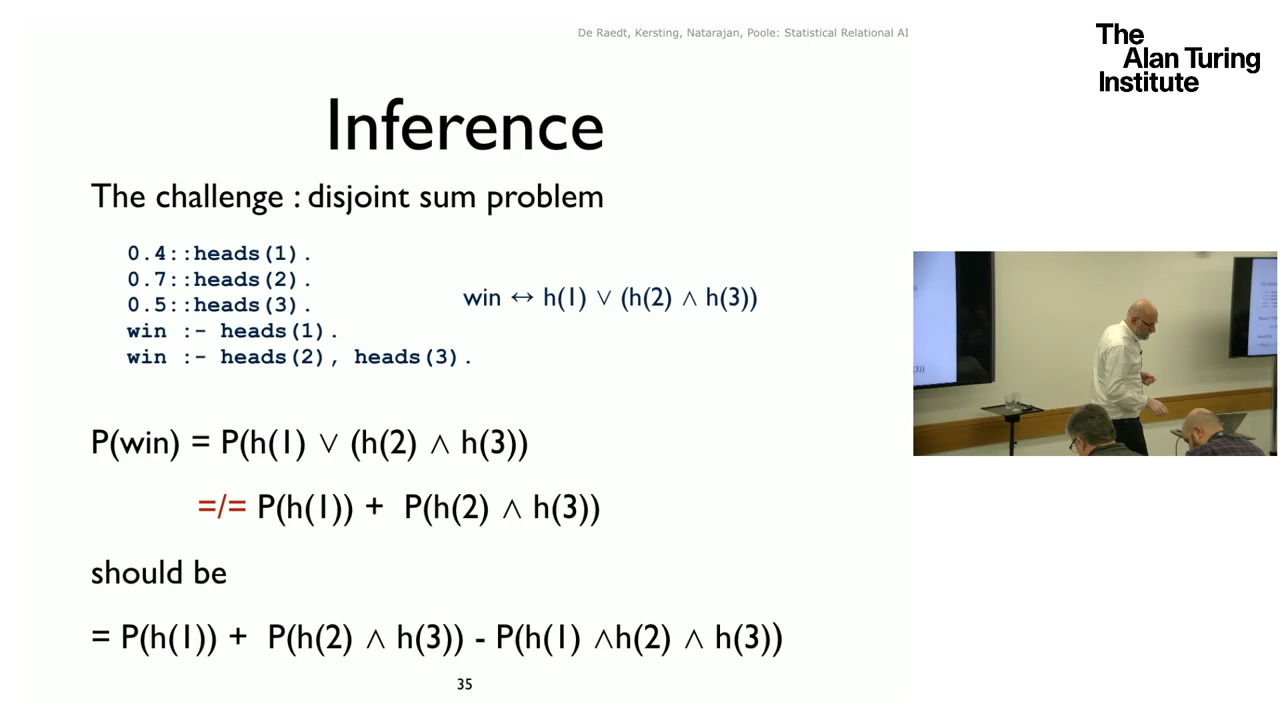 De Raedt, Kersting, Natarajan, Poole: Statistical Relational AI
The
Alan Turing
Institute
Inference
The challenge : disjoint sum problem
0.4::heads(1).
0.7::heads(2).
0.5::heads(3).
win :- heads(1).
win :- heads(2), heads(3).
win ↔ h(1) ∨ (h(2) ∧ h(3))
P(win) = P(h(1) ∨ (h(2) ∧ h(3))
=/= P(h(1)) + P(h(2) ∧ h(3))
should be
= P(h(1)) + P(h(2) ∧ h(3)) - P(h(1) ∧h(2) ∧ h(3))
35